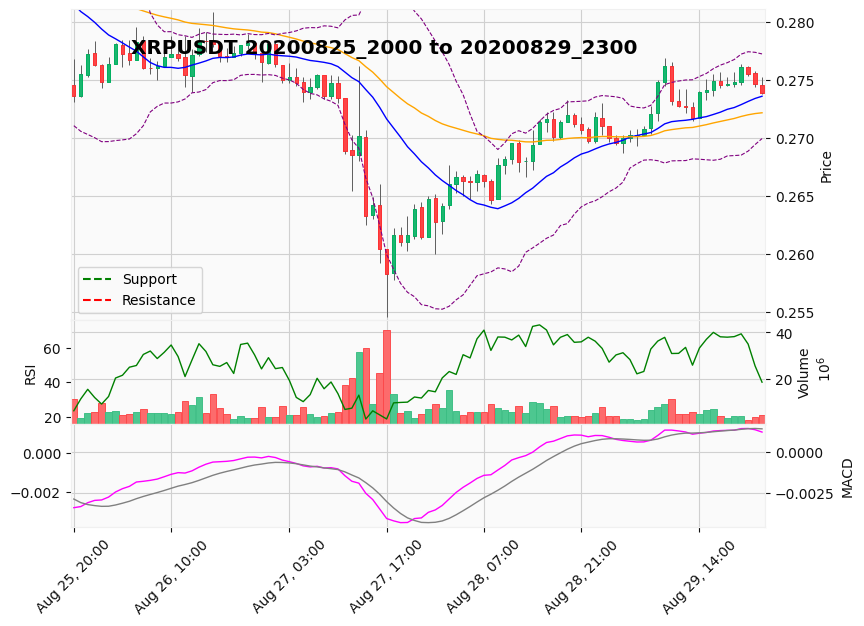 XRPUSDT 20200825_2000 to 20200829_2300
0.280
0.275
0.270
0.265
0.260
0.255
Price
Support
Resistance
60
40
20
RSI
40
20
Volume
10^6
0.000
−0.002
0.0000
−0.0025
MACD
Aug 25, 20:00
Aug 26, 10:00
Aug 27, 03:00
Aug 27, 17:00
Aug 28, 07:00
Aug 28, 21:00
Aug 29, 14:00